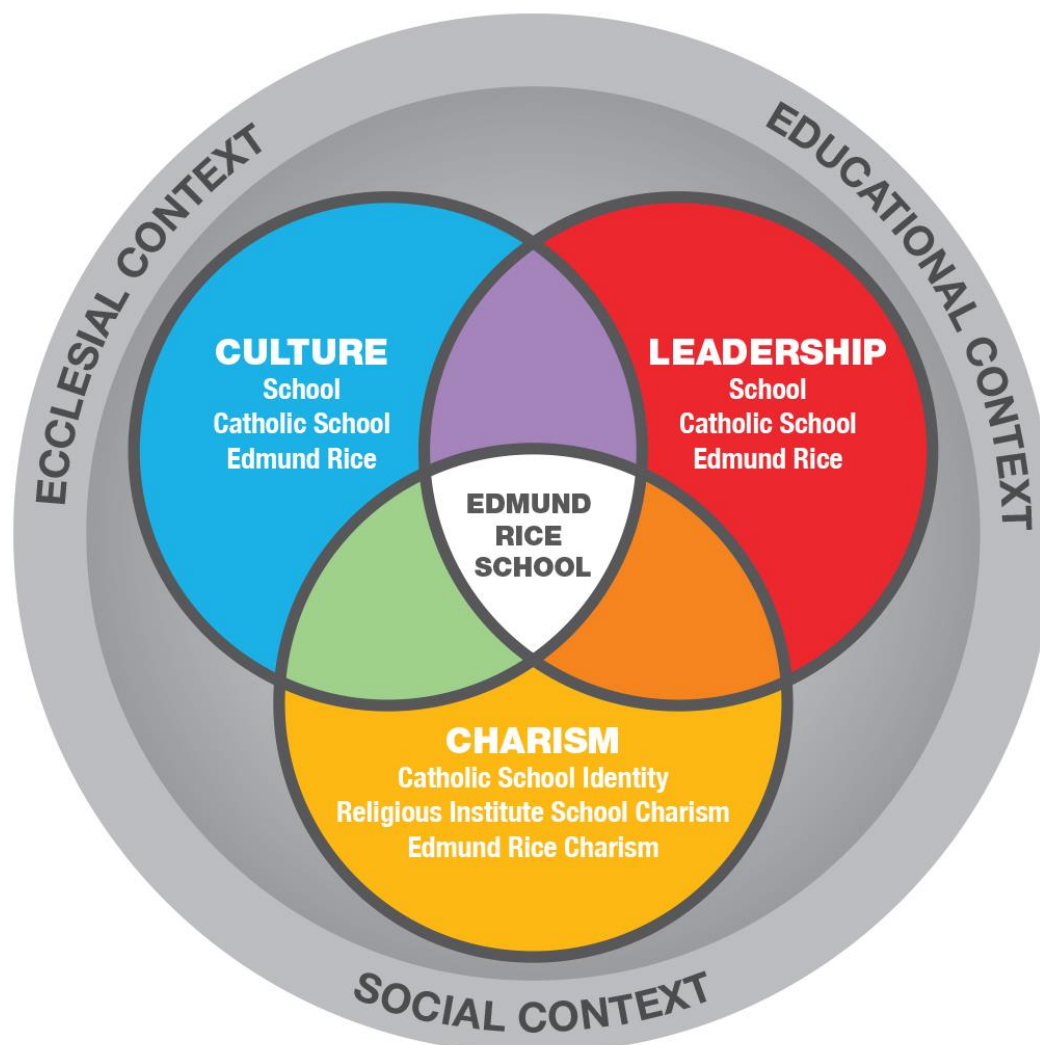 ECCLESIAL CONTEXT
EDUCATIONAL CONTEXT
CULTURE
School
Catholic School
Edmund Rice
LEADERSHIP
School
Catholic School
Edmund Rice
EDMUND
RICE
SCHOOL
CHARISM
Catholic School Identity
Religious Institute School Charism
Edmund Rice Charism
SOCIAL CONTEXT